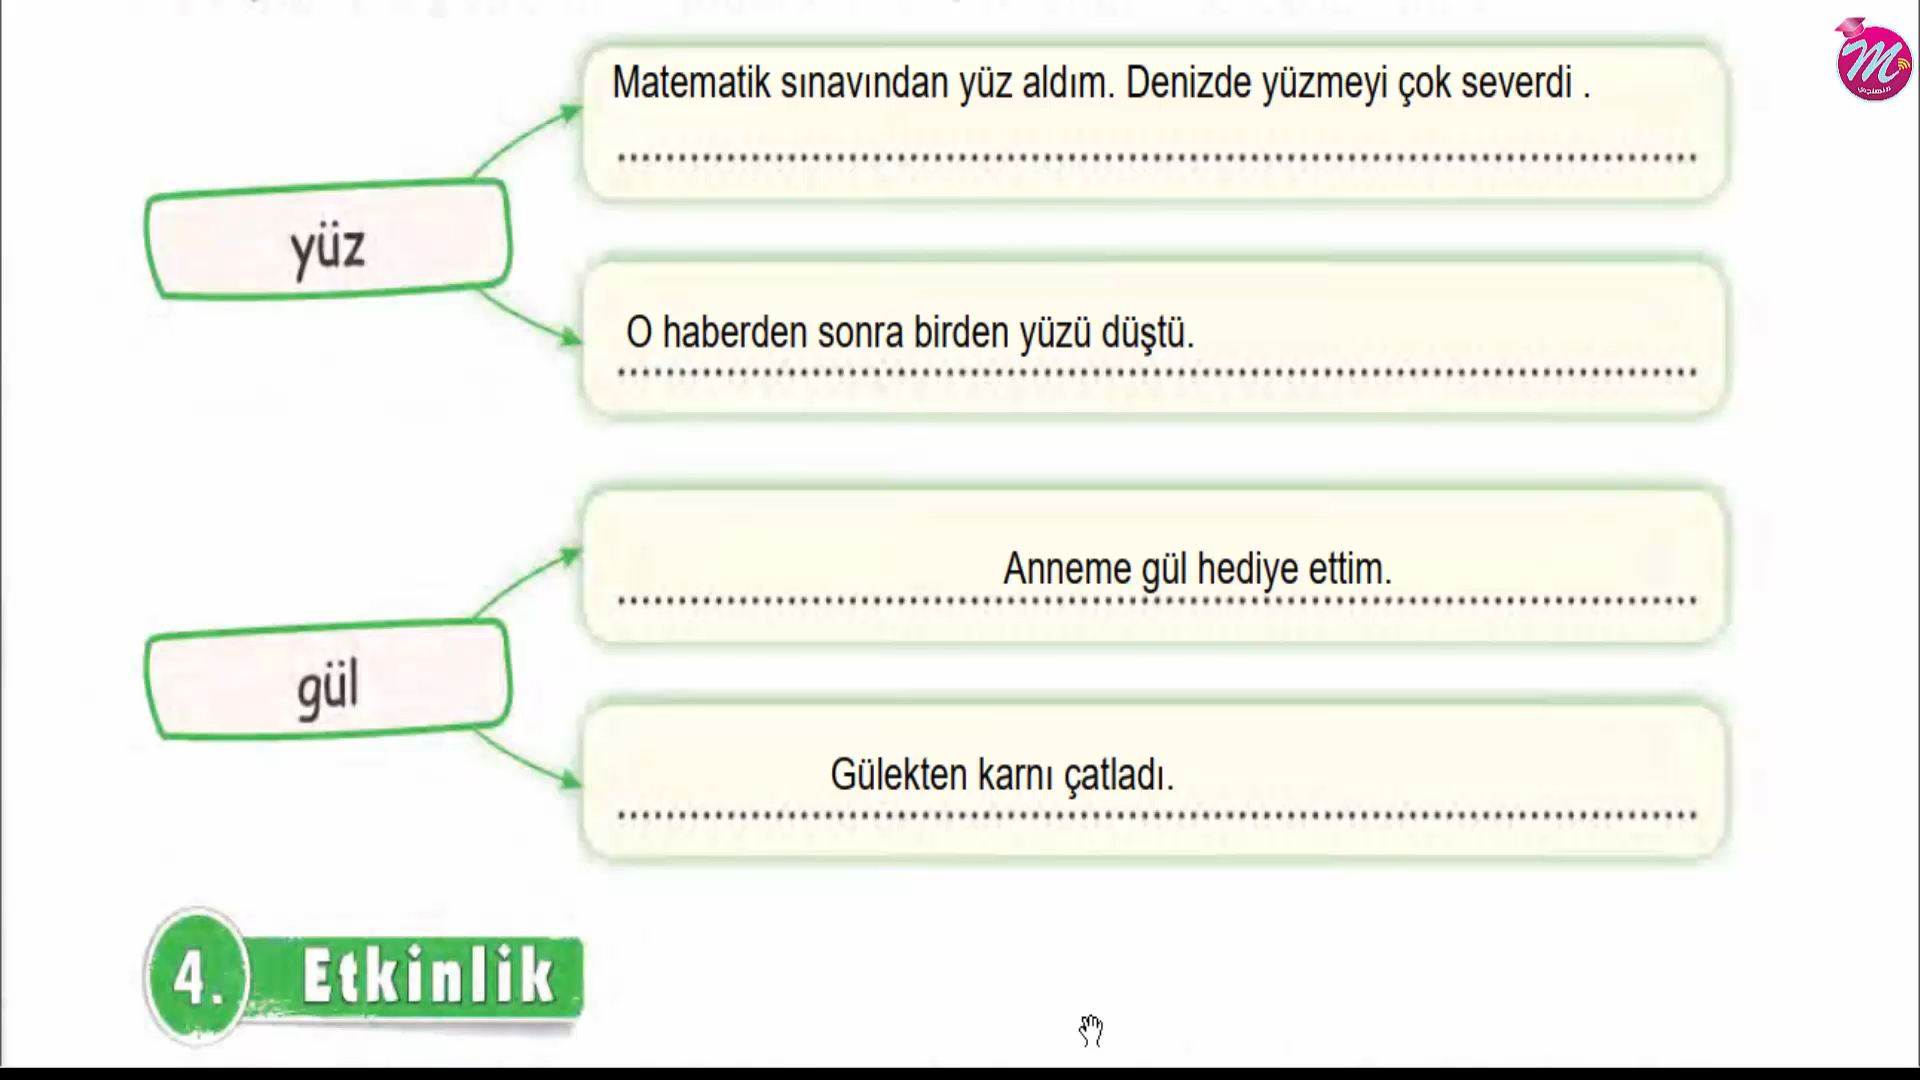 Matematik sınavından yüz aldım. Denizde yüzmeyi çok severdi .
yüz
O haberden sonra birden yüzü düştü.
Anneme gül hediye ettim.
gül
Gülekten karnı çatladı.
4. Etkinlik